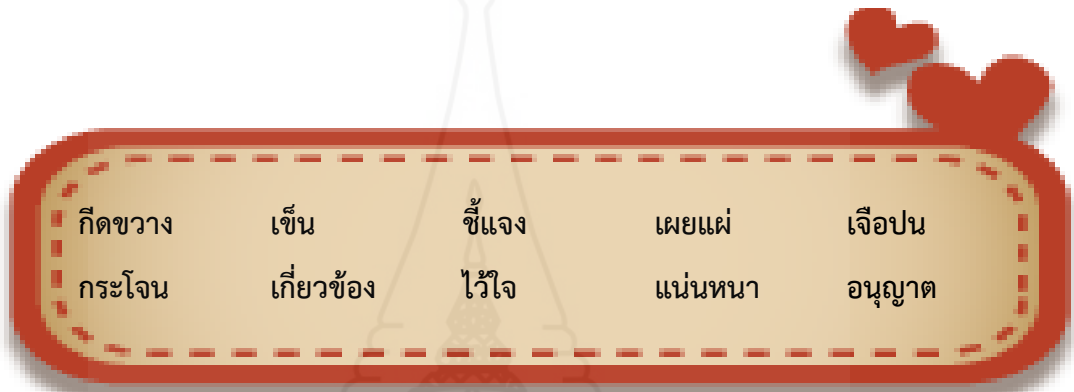 กีดขวาง เข็น ชี้แจง เผยแผ่ เจือปน
กระโจน เกี่ยวข้อง ไว้ใจ แน่นหนา อนุญาต